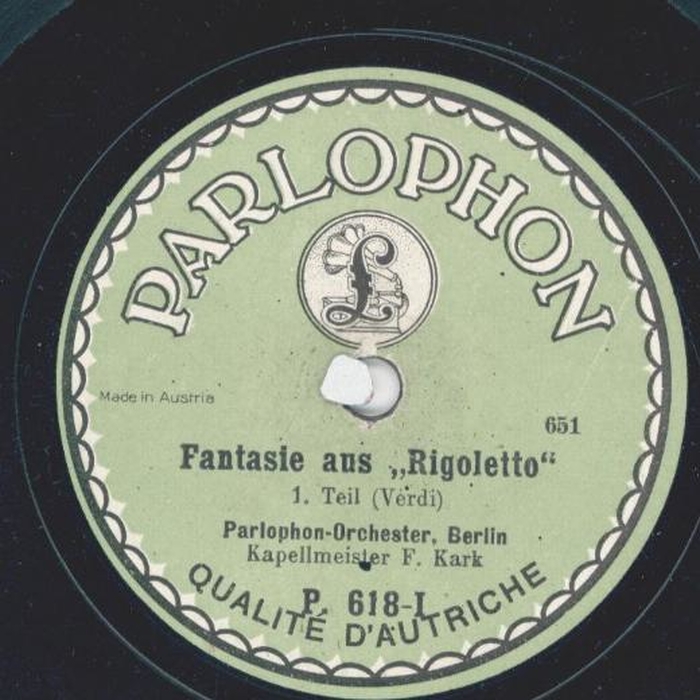 PARLOPHON
£
Made in Austria
651
Fantasie aus „Rigoletto“
1. Teil (Verdi)
Parlophon-Orchester, Berlin
Kapellmeister F. Kark
P. 618-I
QUALITÉ D'AUTRICHE